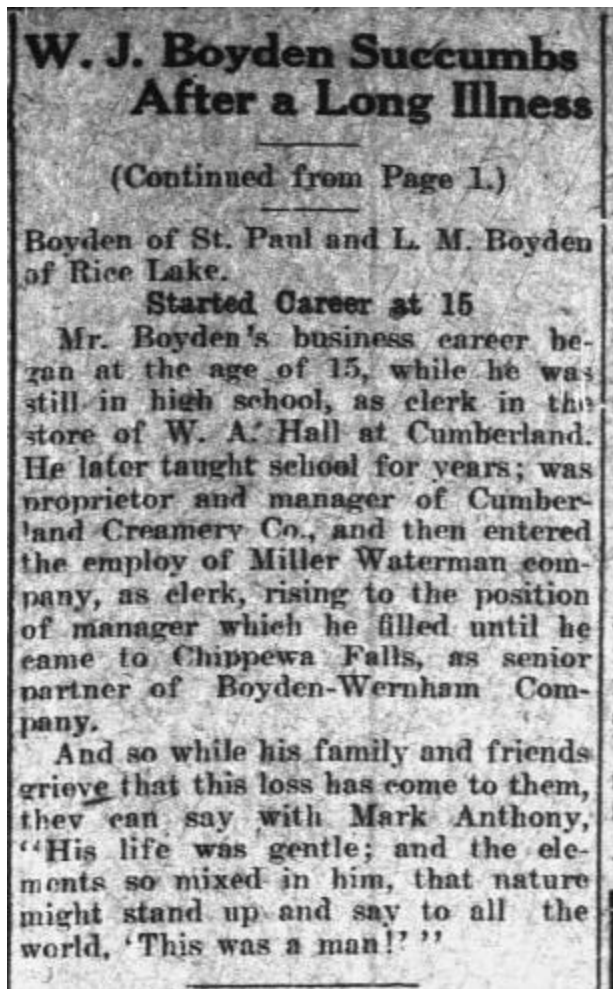 W. J. Boyden Succumbs
After a Long Illness
(Continued from Page 1.)
Boyden of St. Paul and L. M. Boyden
of Rice Lake.
Started Career at 15
Mr. Boyden's business career be-
gan at the age of 15, while he was
still in high school, as clerk in the
store of W. A. Hall at Cumberland.
He later taught school for years; was
proprietor and manager of Cumber-
land Creamery Co., and then entered
the employ of Miller Waterman com-
pany, as clerk, rising to the position
of manager which he filled until he
came to Chippewa Falls, as senior
partner of Boyden-Wernham Com-
pany.
And so while his family and friends
grieve that this loss has come to them,
they can say with Mark Anthony,
"His life was gentle; and the ele-
ments so mixed in him, that nature
might stand up and say to all the
world, 'This was a man!' "